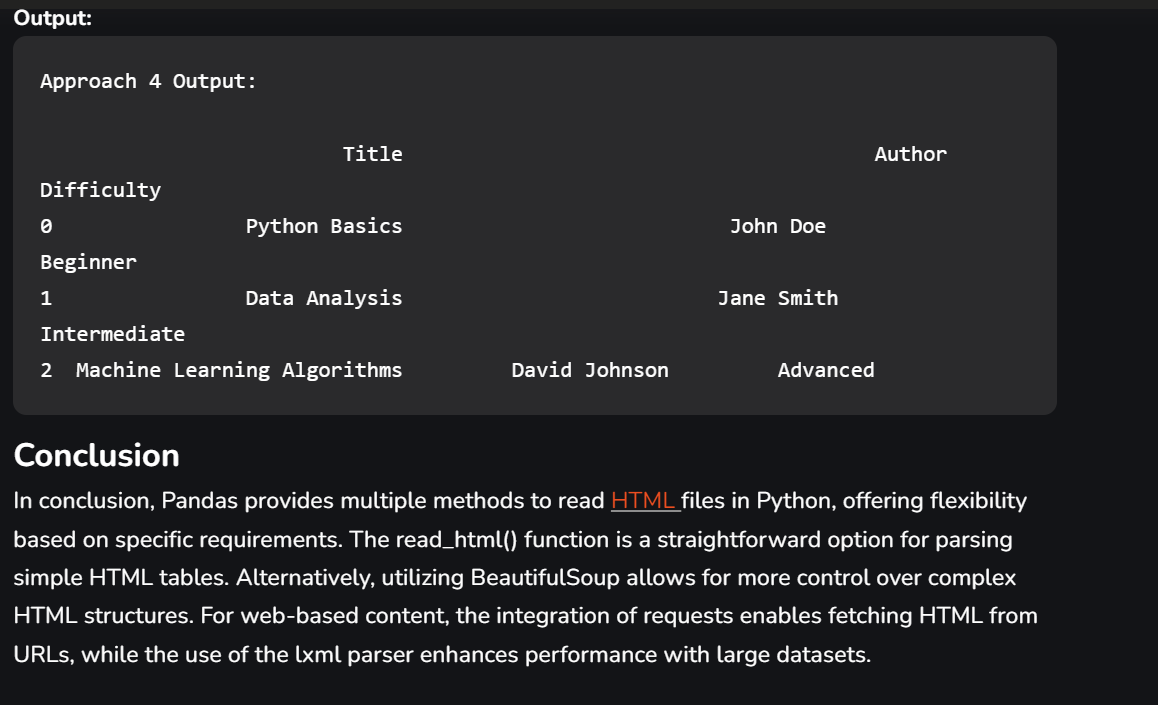 Output:
Approach 4 Output:
Title Author
Difficulty
0 Python Basics John Doe
Beginner
1 Data Analysis Jane Smith
Intermediate
2 Machine Learning Algorithms David Johnson Advanced
Conclusion
In conclusion, Pandas provides multiple methods to read HTML files in Python, offering flexibility
based on specific requirements. The read_html() function is a straightforward option for parsing
simple HTML tables. Alternatively, utilizing BeautifulSoup allows for more control over complex
HTML structures. For web-based content, the integration of requests enables fetching HTML from
URLs, while the use of the lxml parser enhances performance with large datasets.